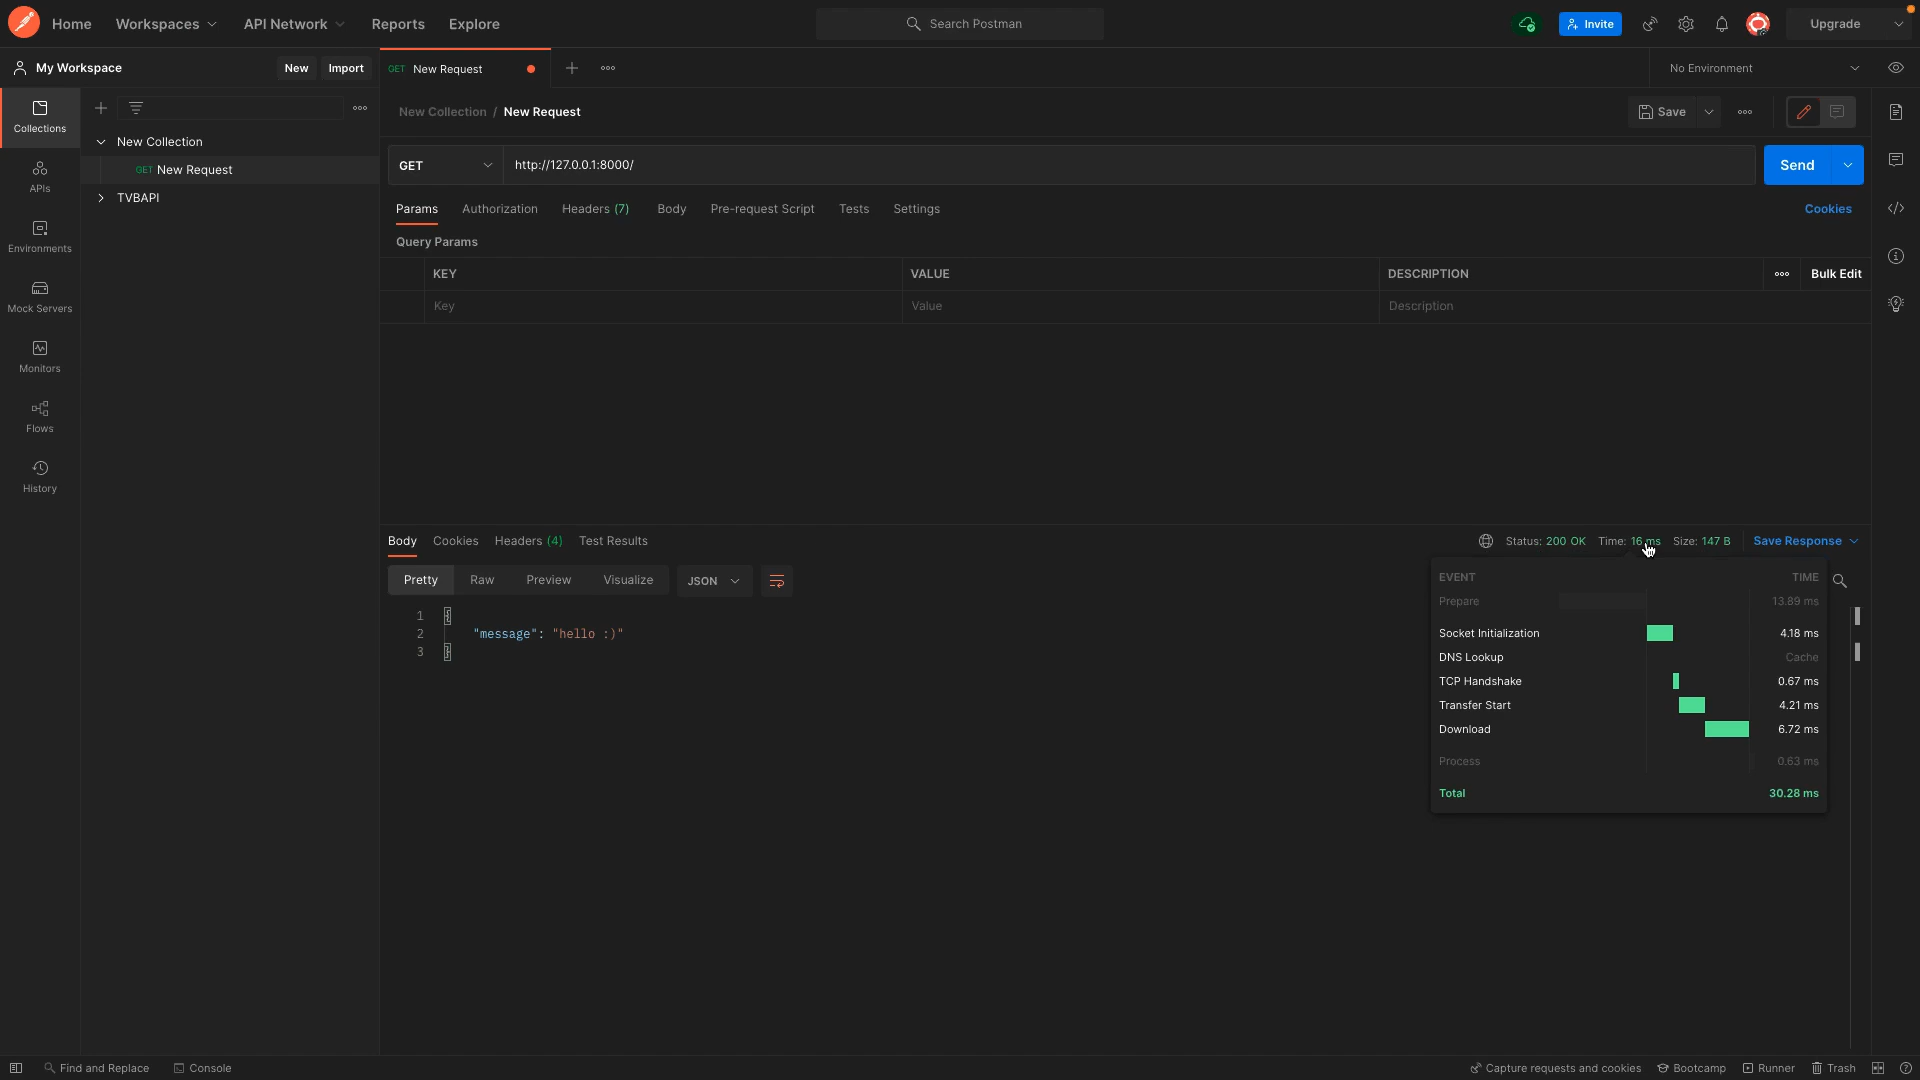 Home Workspaces API Network Reports Explore Search Postman Invite Upgrade
My Workspace New Import GET New Request No Environment
New Collection / New Request Save
Collections
New Collection
GET New Request
TVBAPI
APIs
Environments
Mock Servers
Monitors
Flows
History
GET http://127.0.0.1:8000/ Send
Params Authorization Headers (7) Body Pre-request Script Tests Settings Cookies
Query Params
KEY VALUE DESCRIPTION Bulk Edit
Key Value Description
Body Cookies Headers (4) Test Results Status: 200 OK Time: 16 ms Size: 147 B Save Response
Pretty Raw Preview Visualize JSON
1 {
2 "message": "hello :)"
3 }
EVENT TIME
Prepare 13.89 ms
Socket Initialization 4.18 ms
DNS Lookup Cache
TCP Handshake 0.67 ms
Transfer Start 4.21 ms
Download 6.72 ms
Process 0.63 ms
Total 30.28 ms
Find and Replace Console Capture requests and cookies Bootcamp Runner Trash